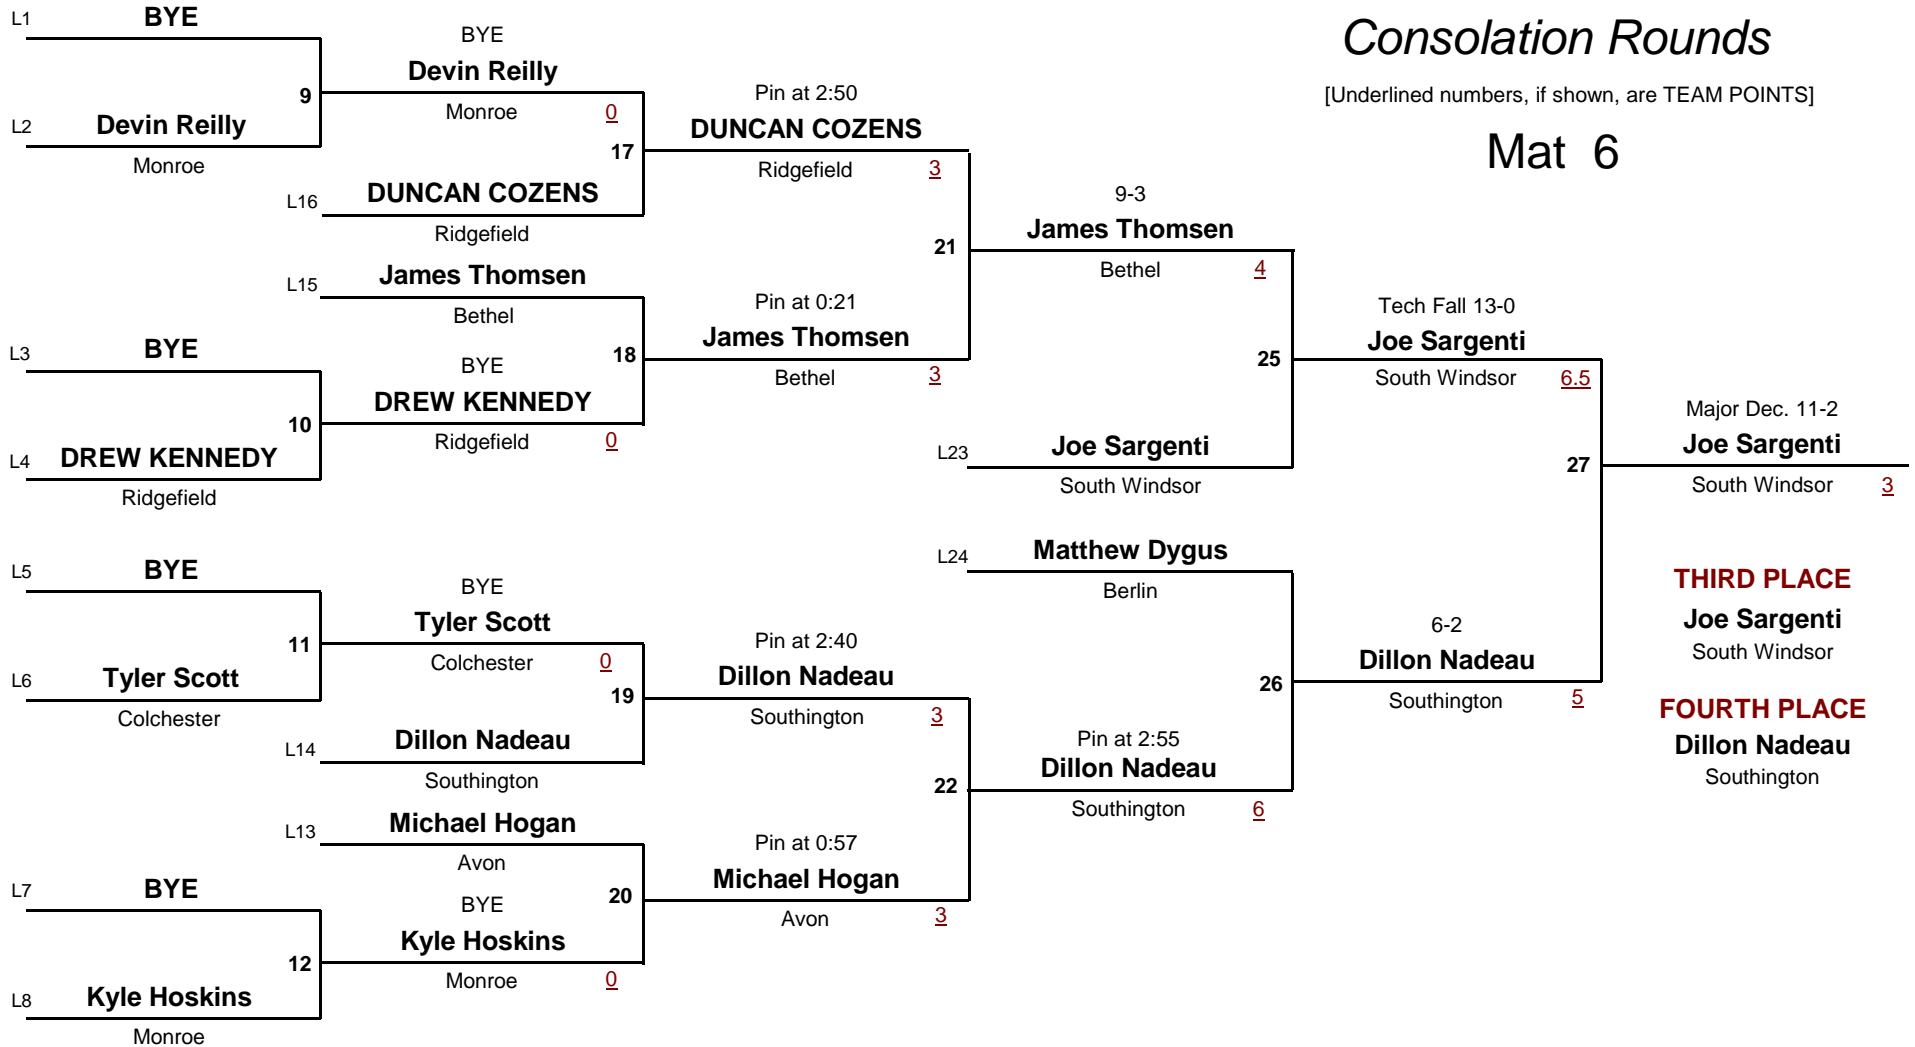 Consolation Rounds
[Underlined numbers, if shown, are TEAM POINTS]
Mat 6
L1
BYE
9
L2
Devin Reilly
Monroe
L3
BYE
10
L4
DREW KENNEDY
Ridgefield
L5
BYE
11
L6
Tyler Scott
Colchester
L7
BYE
12
L8
Kyle Hoskins
Monroe
BYE
Devin Reilly
Monroe 0
17
L16
DUNCAN COZENS
Ridgefield
L15
James Thomsen
Bethel
18
BYE
DREW KENNEDY
Ridgefield 0
BYE
Tyler Scott
Colchester 0
19
L14
Dillon Nadeau
Southington
L13
Michael Hogan
Avon
20
BYE
Kyle Hoskins
Monroe 0
Pin at 2:50
DUNCAN COZENS
Ridgefield 3
21
Pin at 0:21
James Thomsen
Bethel 3
Pin at 2:40
Dillon Nadeau
Southington 3
22
Pin at 0:57
Michael Hogan
Avon 3
9-3
James Thomsen
Bethel 4
25
L23
Joe Sargenti
South Windsor
L24
Matthew Dygus
Berlin
26
Pin at 2:55
Dillon Nadeau
Southington 6
Tech Fall 13-0
Joe Sargenti
South Windsor 6.5
27
6-2
Dillon Nadeau
Southington 5
Major Dec. 11-2
Joe Sargenti
South Windsor 3
THIRD PLACE
Joe Sargenti
South Windsor
FOURTH PLACE
Dillon Nadeau
Southington